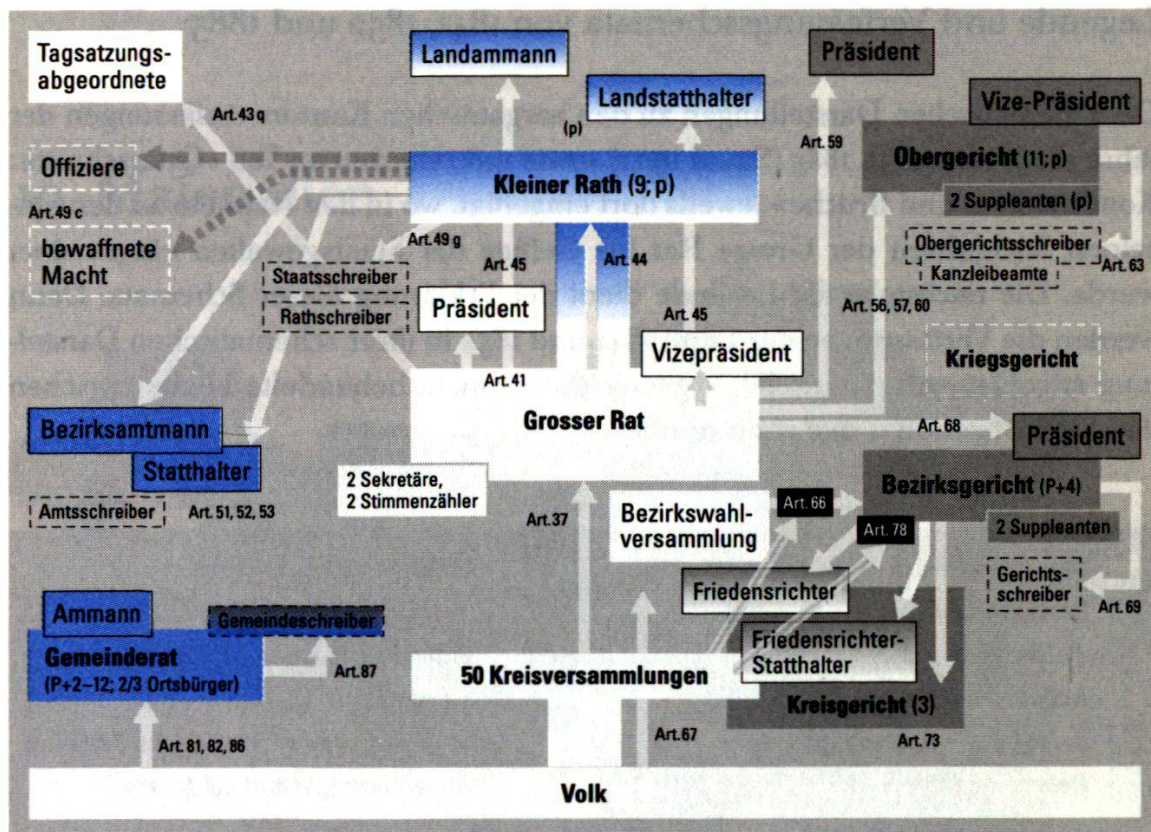 Tagsatzungs-
abgeordnete
Landammann
Präsident
Landstatthalter
(p)
Vize-Präsident
Art. 43 q
Art. 59
Obergericht (11; p)
Offiziere
Kleiner Rath (9; p)
2 Suppleanten (p)
Art. 49 c
Art. 49 g
Art. 45
Art. 44
Obergerichtsschreiber
Art. 63
Kanzleibeamte
bewaffnete
Macht
Staatsschreiber
Rathschreiber
Präsident
Art. 45
Art. 56, 57, 60
Vizepräsident
Kriegsgericht
Art. 41
Grosser Rat
Art. 68
Präsident
Bezirksamtmann
Statthalter
Amtsschreiber
Art. 51, 52, 53
2 Sekretäre,
2 Stimmenzähler
Art. 37
Bezirkswahl-
versammlung
Art. 66
Bezirksgericht (P+4)
Art. 78
2 Suppleanten
Gerichts-
schreiber
Art. 69
Friedensrichter
Ammann
Gemeindeschreiber
Gemeinderat
(P+2–12; 2/3 Ortsbürger)
Art. 87
50 Kreisversammlungen
Friedensrichter-
Statthalter
Kreisgericht (3)
Art. 81, 82, 86
Art. 67
Art. 73
Volk